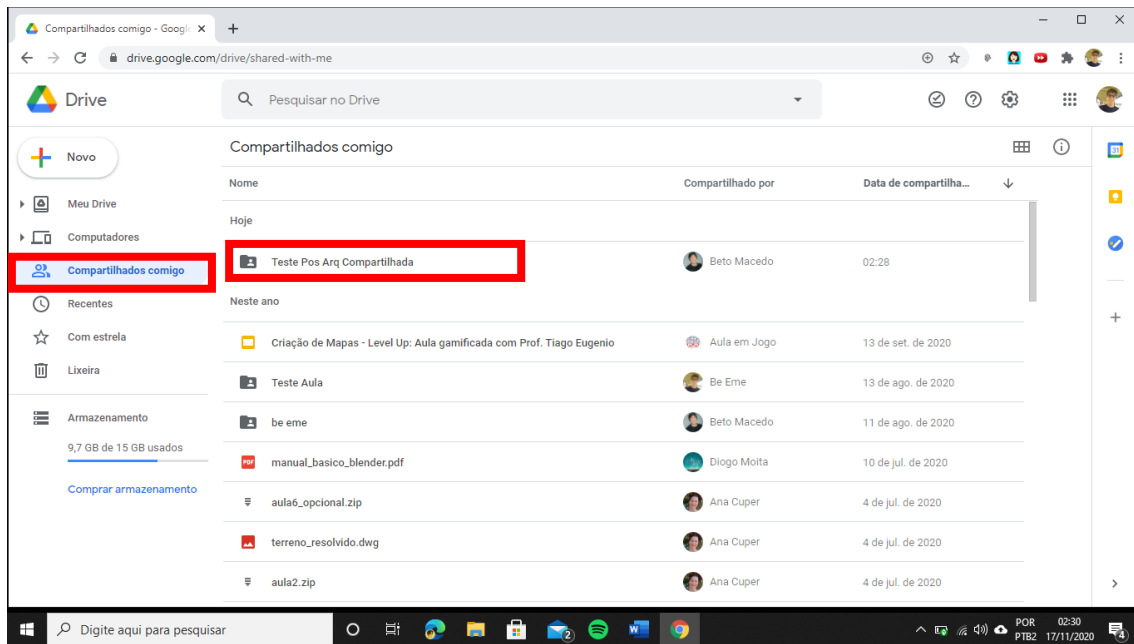 Compartilhados comigo - Googl
drive.google.com/drive/shared-with-me
Drive
Pesquisar no Drive
Novo
Compartilhados comigo
Nome Compartilhado por Data de compartilha...
Meu Drive
Computadores
Compartilhados comigo
Recentes
Com estrela
Lixeira
Armazenamento
9,7 GB de 15 GB usados
Comprar armazenamento
Hoje
Teste Pos Arq Compartilhada Beto Macedo 02:28
Neste ano
Criação de Mapas - Level Up: Aula gamificada com Prof. Tiago Eugenio Aula em Jogo 13 de set. de 2020
Teste Aula Be Eme 13 de ago. de 2020
be eme Beto Macedo 11 de ago. de 2020
PDF manual_basico_blender.pdf Diogo Moita 10 de jul. de 2020
aula6_opcional.zip Ana Cuper 4 de jul. de 2020
terreno_resolvido.dwg Ana Cuper 4 de jul. de 2020
aula2.zip Ana Cuper 4 de jul. de 2020
31
Digite aqui para pesquisar
2
W
POR 02:30
PTB2 17/11/2020
4